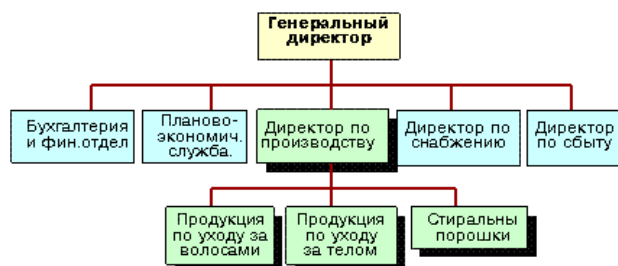 Генеральный
директор
Бухгалтерия
и фин.отдел
Планово-
экономич.
служба.
Директор по
производству
Директор по
снабжению
Директор
по сбыту
Продукция
по уходу за
волосами
Продукция
по уходу
за телом
Стиральны
порошки